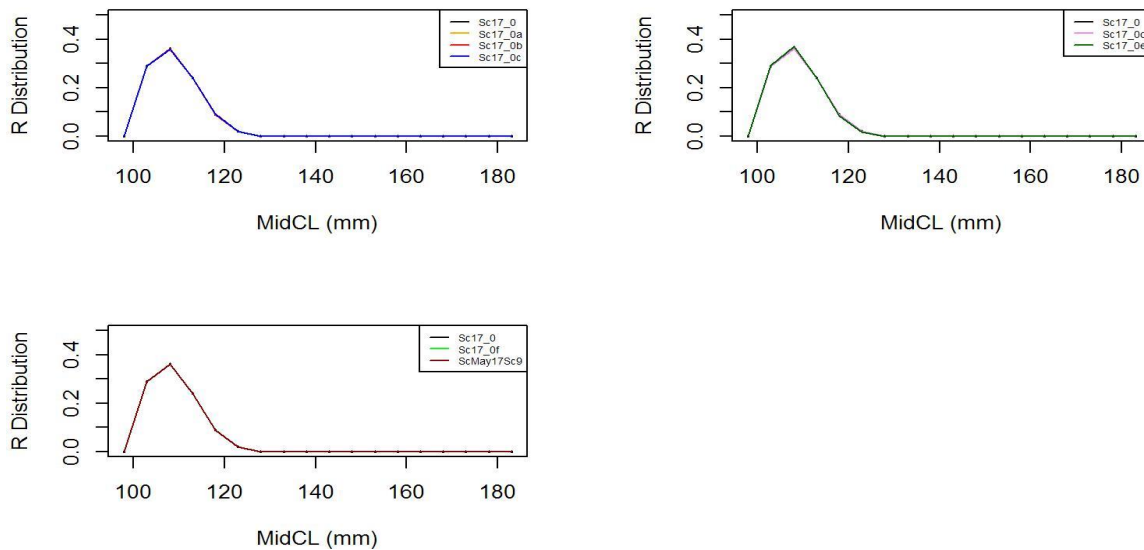 R Distribution
0.0 0.2 0.4
Sc17_0
Sc17_0a
Sc17_0b
Sc17_0c
100 120 140 160 180
MidCL (mm)
R Distribution
0.0 0.2 0.4
Sc17_0
Sc17_0d
Sc17_0e
100 120 140 160 180
MidCL (mm)
R Distribution
0.0 0.2 0.4
Sc17_0
Sc17_0f
ScMay17Sc9
100 120 140 160 180
MidCL (mm)